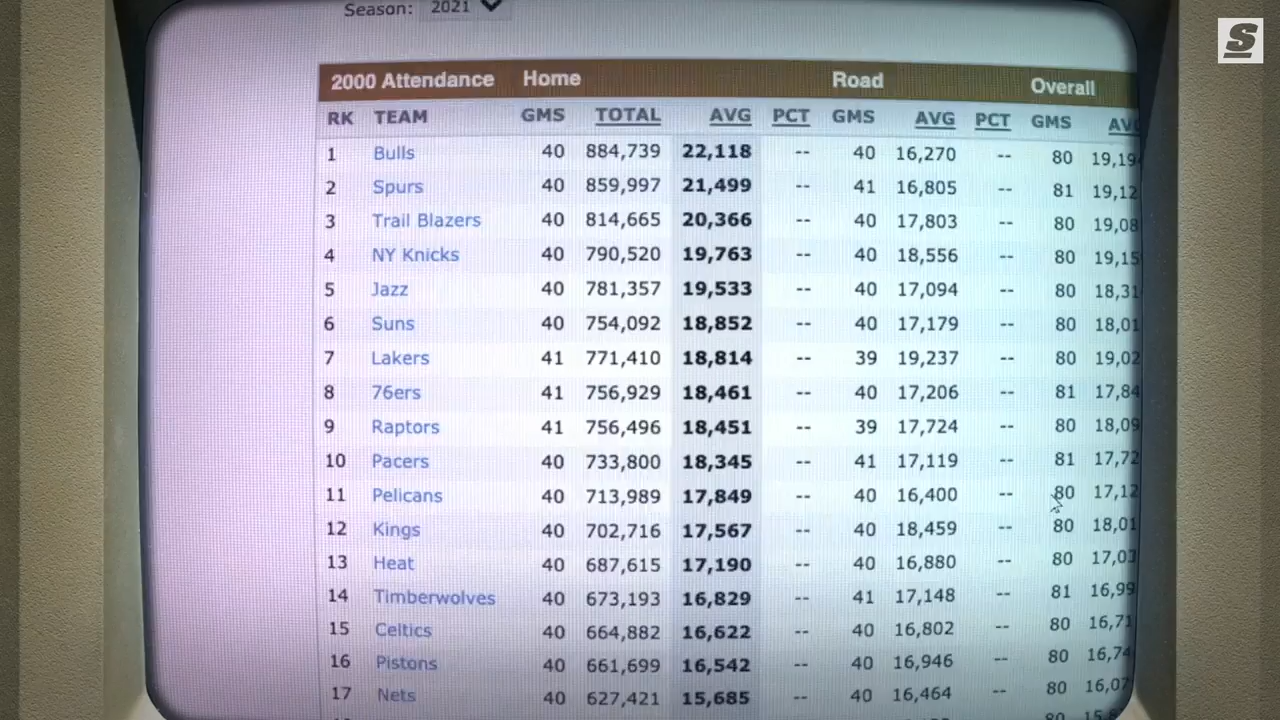 Season: 2021
S
2000 Attendance Home Road Overall
RK TEAM GMS TOTAL AVG PCT GMS AVG PCT GMS
1 Bulls 40 884,739 22,118 -- 40 16,270 -- 80
2 Spurs 40 859,997 21,499 -- 41 16,805 -- 81
3 Trail Blazers 40 814,665 20,366 -- 40 17,803 -- 80
4 NY Knicks 40 790,520 19,763 -- 40 18,556 -- 80
5 Jazz 40 781,357 19,533 -- 40 17,094 -- 80
6 Suns 40 754,092 18,852 -- 40 17,179 -- 80
7 Lakers 41 771,410 18,814 -- 39 19,237 -- 80
8 76ers 41 756,929 18,461 -- 40 17,206 -- 81
9 Raptors 41 756,496 18,451 -- 39 17,724 -- 80
10 Pacers 40 733,800 18,345 -- 41 17,119 -- 81
11 Pelicans 40 713,989 17,849 -- 40 16,400 -- 80
12 Kings 40 702,716 17,567 -- 40 18,459 -- 80
13 Heat 40 687,615 17,190 -- 40 16,880 -- 80
14 Timberwolves 40 673,193 16,829 -- 41 17,148 -- 81
15 Celtics 40 664,882 16,622 -- 40 16,802 -- 80
16 Pistons 40 661,699 16,542 -- 40 16,946 -- 80
17 Nets 40 627,421 15,685 -- 40 16,464 -- 80